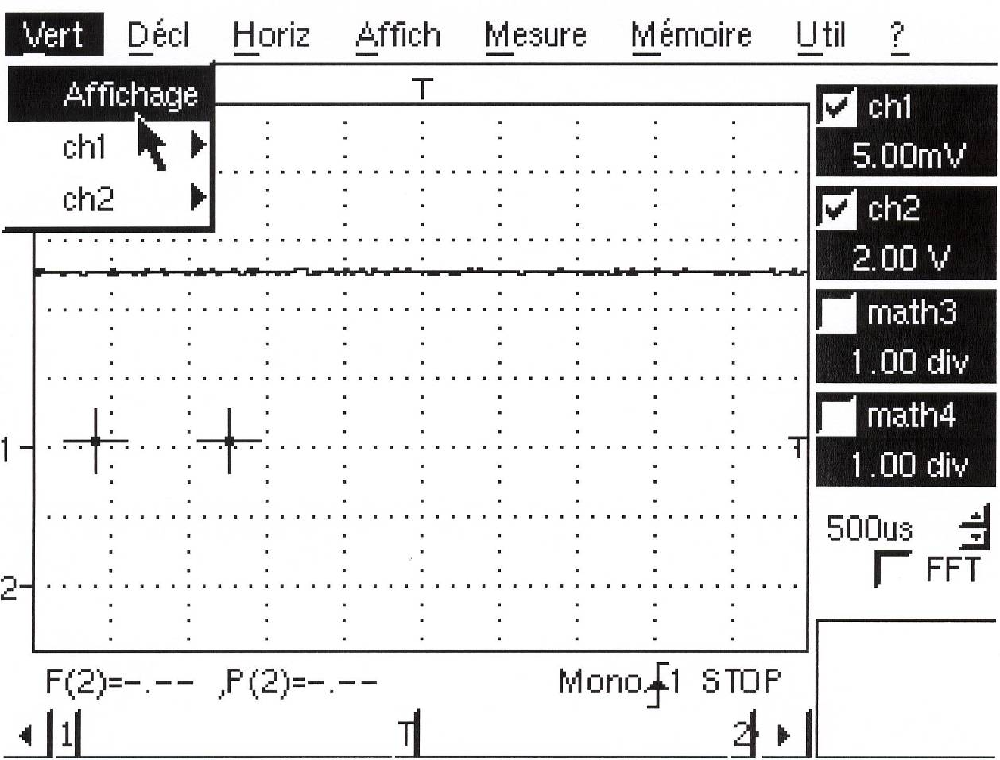 Vert Décl Horiz Affich Mesure Mémoire Util ?
Affichage
ch1
ch2
T
ch1
5.00mV
ch2
2.00 V
math3
1.00 div
math4
1.00 div
1
T
2
500us
FFT
F(2)=-.-- ,P(2)=-.--
Mono. 1 STOP
1 T 2